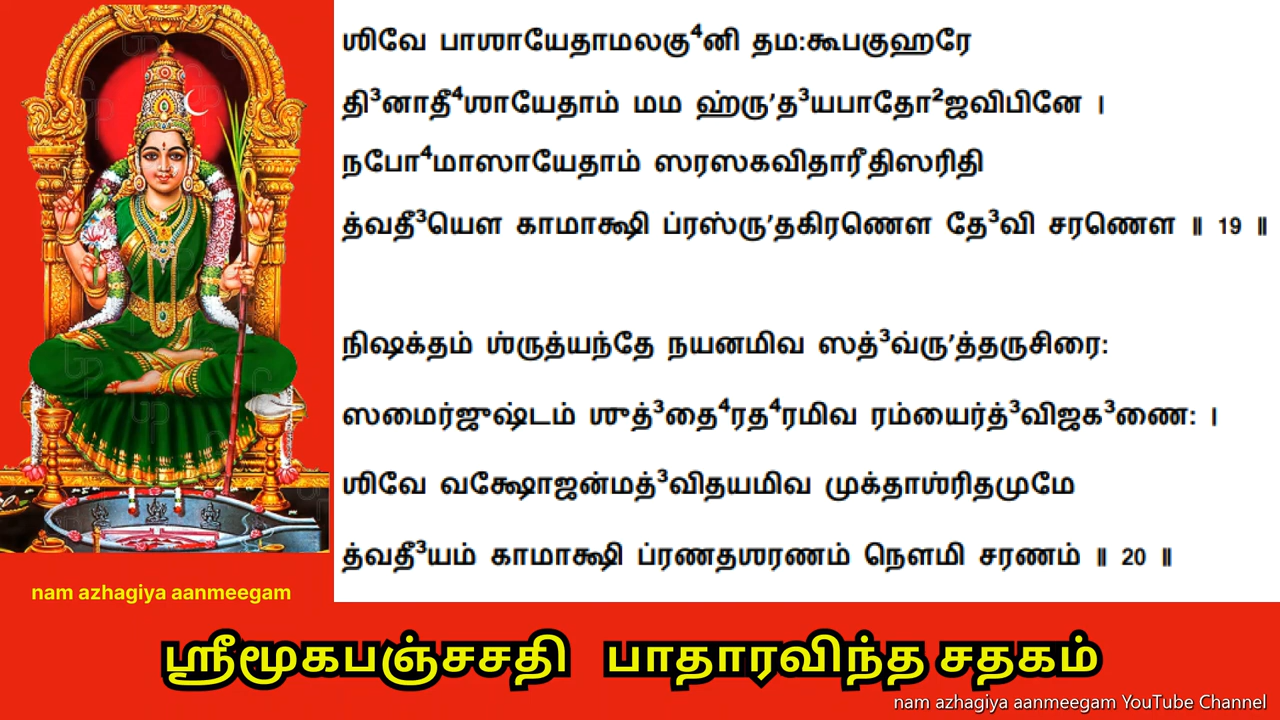 ஶிவே பாஶாயேதாமலகு⁴னி தம:கூபகுஹரே
தி³னாதீ⁴ஶாயேதாம் மம ஹ்ரு’த³யபாதோ²ஜவிபினே ।
நபோ⁴மாஸாயேதாம் ஸரஸகவிதாரீதிஸரிதி
த்வதீ³யௌ காமாக்ஷி ப்ரஸ்ரு’தகிரணௌ தே³வி சரணௌ ॥ 19 ॥
நிஷக்தம் ஶ்ருத்யந்தே நயனமிவ ஸத்³வ்ரு’த்தருசிரை:
ஸமைர்ஜுஷ்டம் ஶுத்³தை⁴ரத⁴ரமிவ ரம்யைர்த்³விஜக³ணை: ।
ஶிவே வக்ஷோஜன்மத்³விதயமிவ முக்தாஶ்ரிதமுமே
த்வதீ³யம் காமாக்ஷி ப்ரணதஶரணம் நௌமி சரணம் ॥ 20 ॥
nam azhagiya aanmeegam
ஸ்ரீமூகபஞ்சசதி பாதாரவிந்த சதகம்
nam azhagiya aanmeegam YouTube Channel